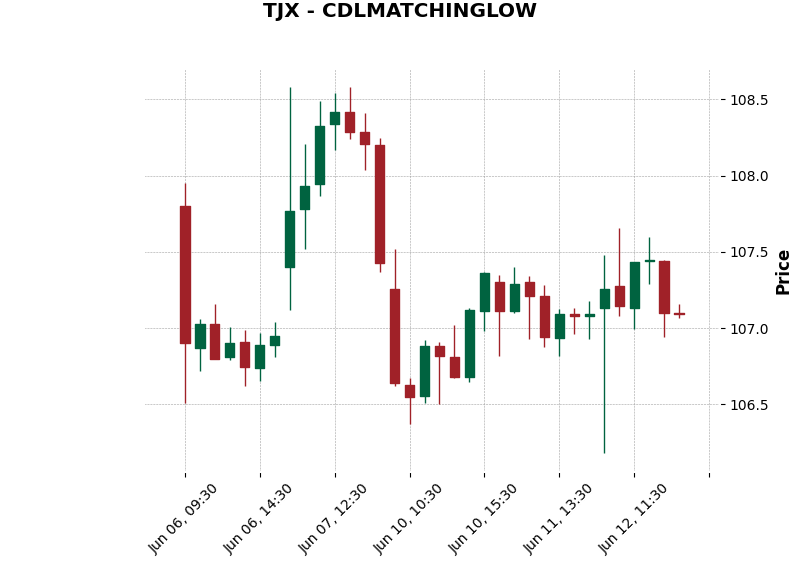 TJX - CDLMATCHINGLOW
108.5
108.0
107.5
107.0
106.5
Price
Jun 06, 09:30
Jun 06, 14:30
Jun 07, 12:30
Jun 10, 10:30
Jun 10, 15:30
Jun 11, 13:30
Jun 12, 11:30